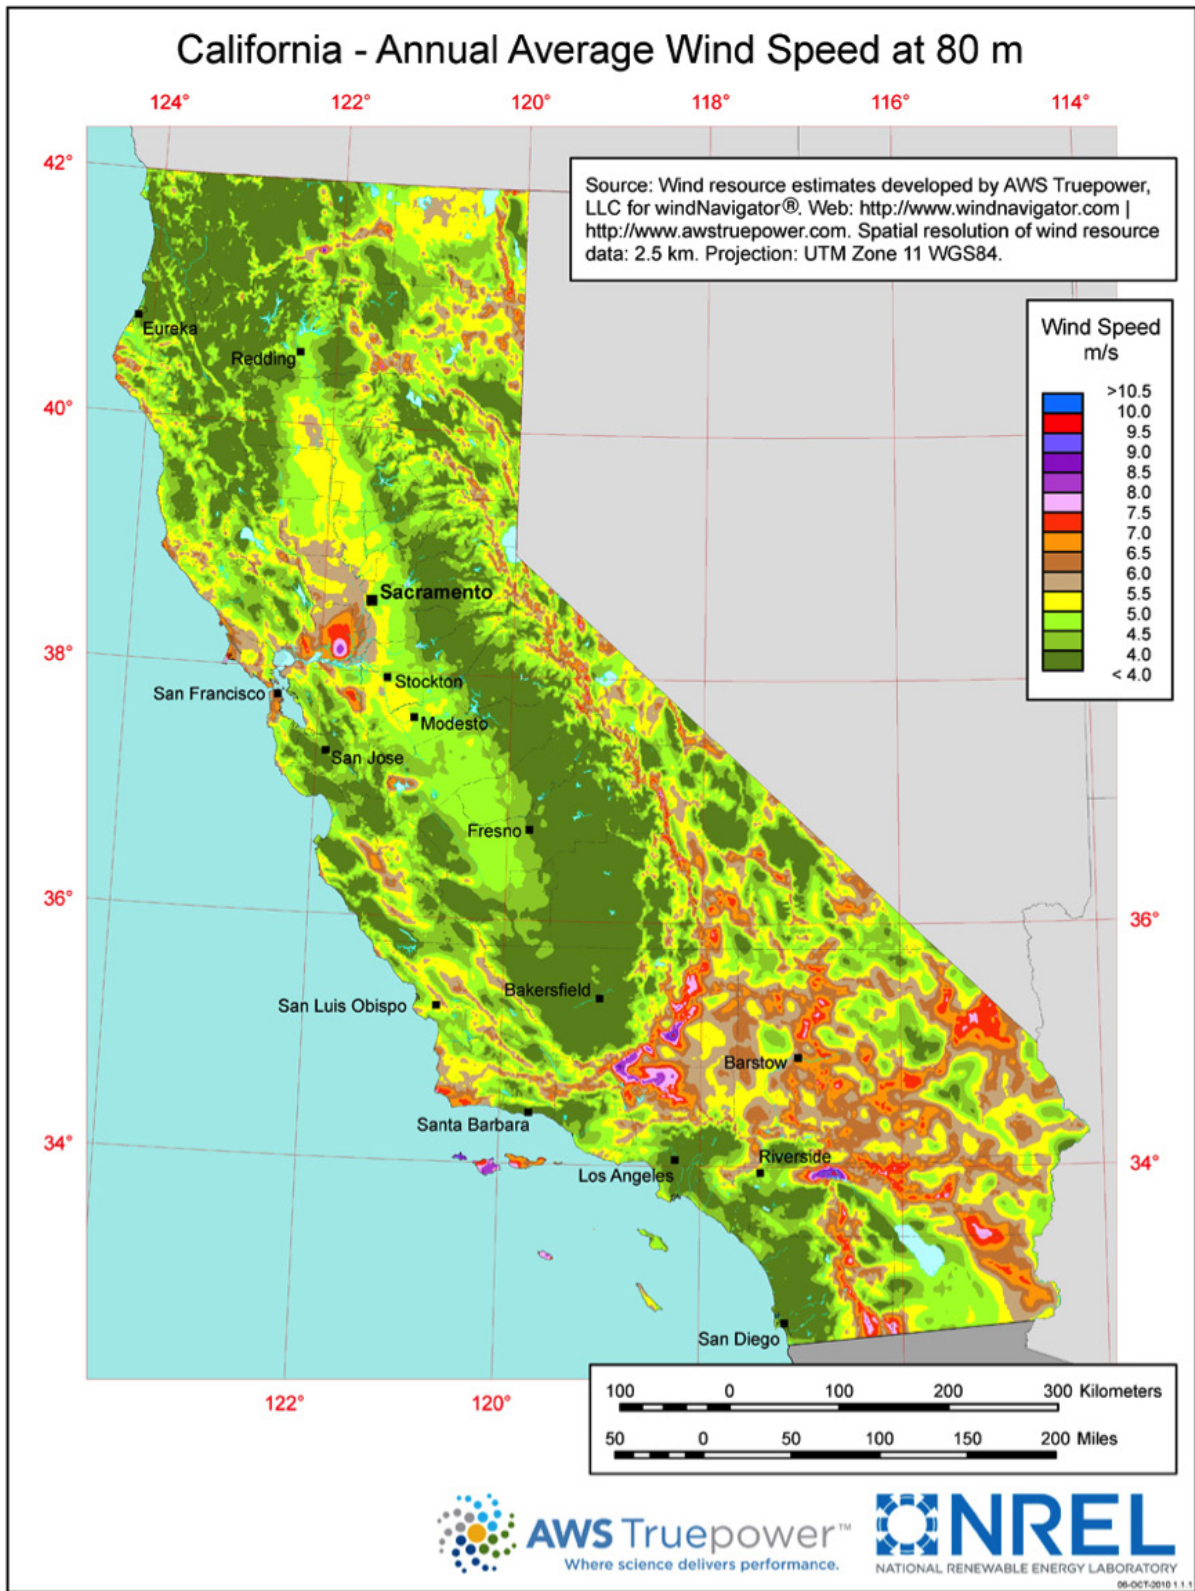 California - Annual Average Wind Speed at 80 m
124° 122° 120° 118° 116° 114°
42°
Source: Wind resource estimates developed by AWS Truepower,
LLC for windNavigator®. Web: http://www.windnavigator.com |
http://www.awstruepower.com. Spatial resolution of wind resource
data: 2.5 km. Projection: UTM Zone 11 WGS84.
Wind Speed
m/s
>10.5
10.0
9.5
9.0
8.5
8.0
7.5
7.0
6.5
6.0
5.5
5.0
4.5
4.0
< 4.0
Eureka
Redding
40°
Sacramento
38°
Stockton
San Francisco
Modesto
San Jose
Fresno
36° 36°
Bakersfield
San Luis Obispo
Barstow
Santa Barbara
34° 34°
Riverside
Los Angeles
San Diego
122° 120°
100 0 100 200 300 Kilometers
50 0 50 100 150 200 Miles
AWS Truepower™
Where science delivers performance.
NREL
NATIONAL RENEWABLE ENERGY LABORATORY
06-OCT-2010 1.1.1